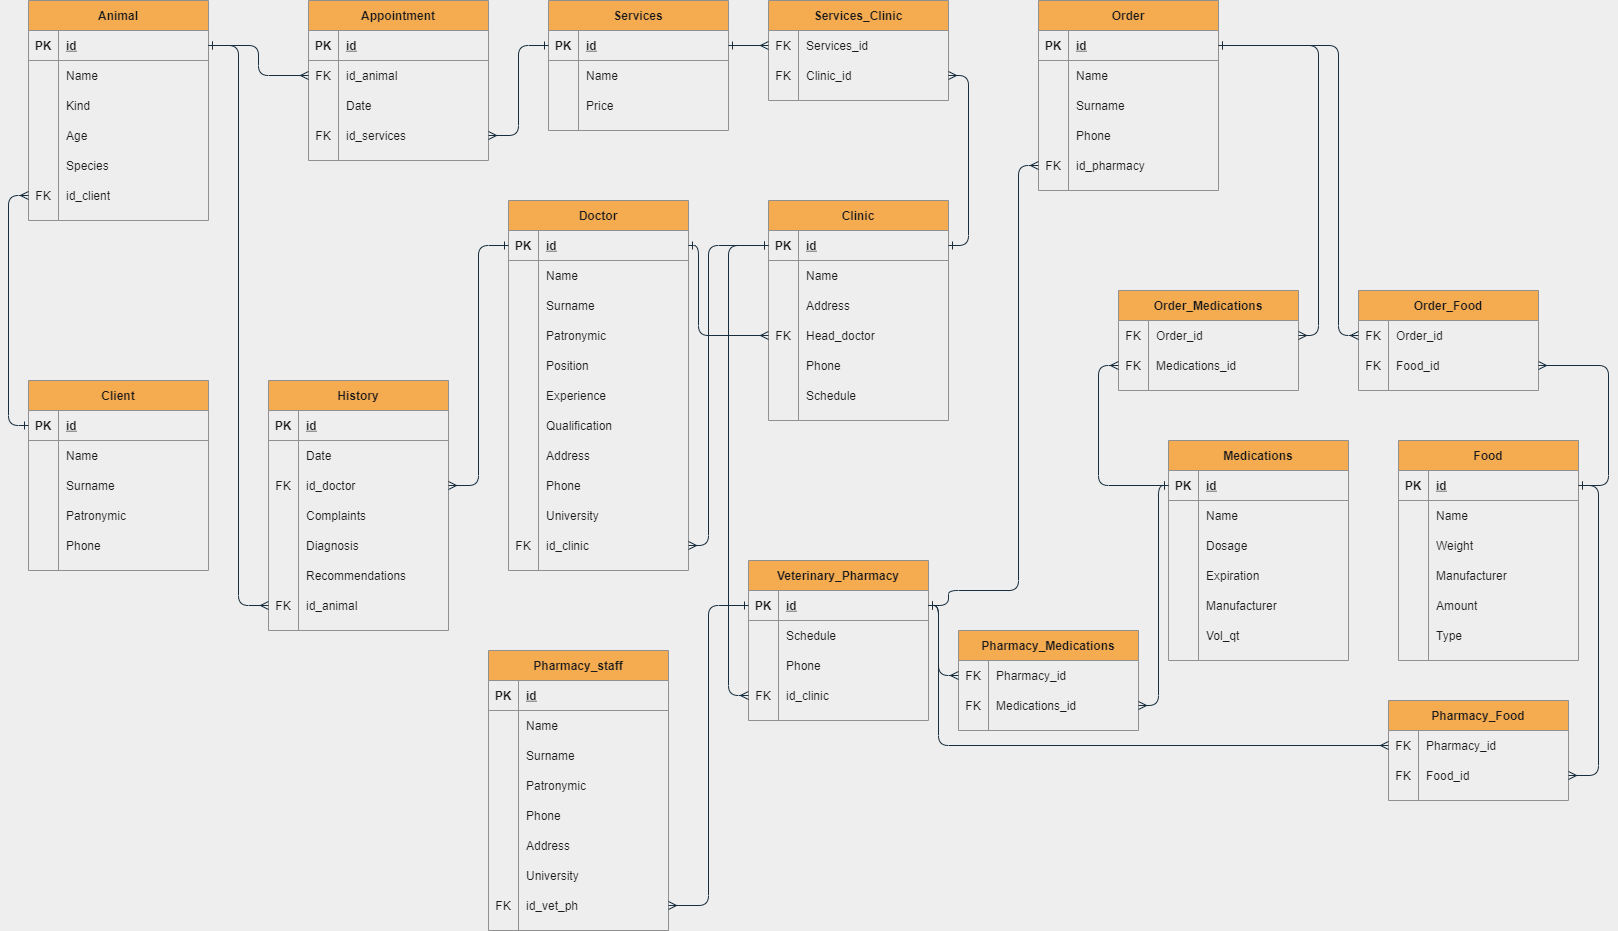 Animal
PK id
Name
Kind
Age
Species
FK id_client
Appointment
PK id
FK id_animal
Date
FK id_services
Services
PK id
Name
Price
Services_Clinic
FK Services_id
FK Clinic_id
Order
PK id
Name
Surname
Phone
FK id_pharmacy
Doctor
PK id
Name
Surname
Patronymic
Position
Experience
Qualification
Address
Phone
University
FK id_clinic
Clinic
PK id
Name
Address
FK Head_doctor
Phone
Schedule
Order_Medications
FK Order_id
FK Medications_id
Order_Food
FK Order_id
FK Food_id
Client
PK id
Name
Surname
Patronymic
Phone
History
PK id
Date
FK id_doctor
Complaints
Diagnosis
Recommendations
FK id_animal
Medications
PK id
Name
Dosage
Expiration
Manufacturer
Vol_qt
Food
PK id
Name
Weight
Manufacturer
Amount
Type
Veterinary_Pharmacy
PK id
Schedule
Phone
FK id_clinic
Pharmacy_Medications
FK Pharmacy_id
FK Medications_id
Pharmacy_staff
PK id
Name
Surname
Patronymic
Phone
Address
University
FK id_vet_ph
Pharmacy_Food
FK Pharmacy_id
FK Food_id